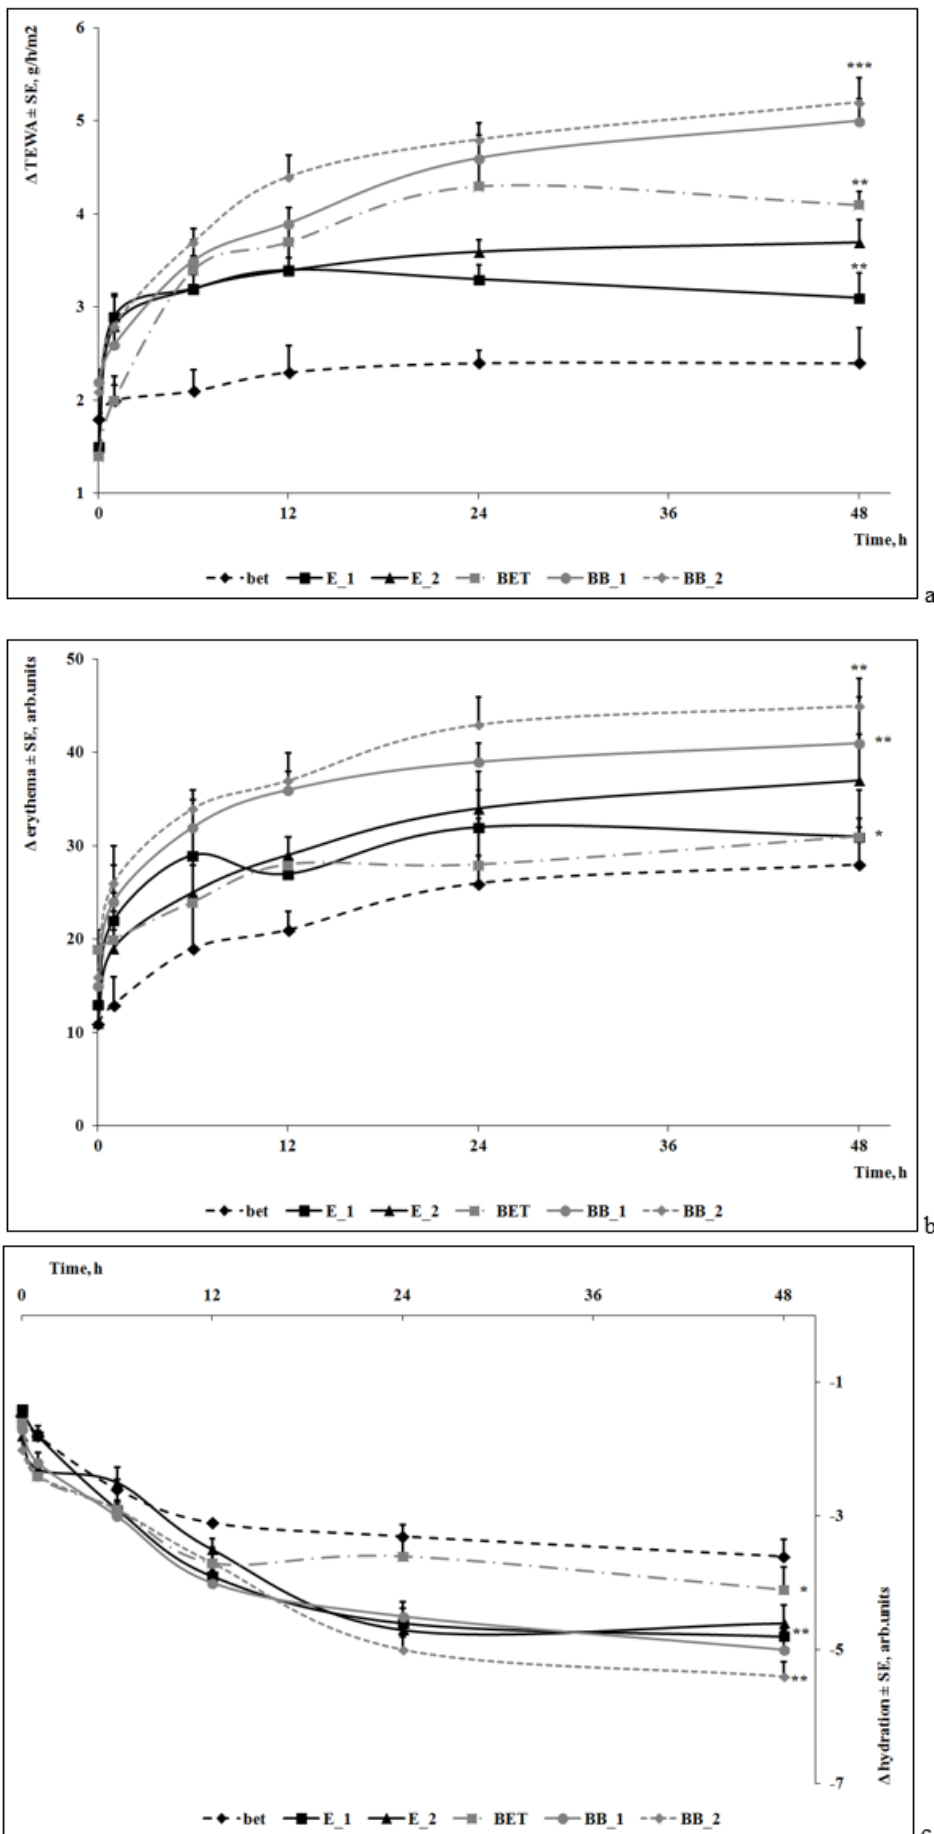 Δ TEWA ± SE, g/h/m2
6
***
5
**
4
**
3
2
1
0 12 24 36 48
Time, h
bet E_1 E_2 BET BB_1 BB_2
a
Δ erythema ± SE, arb.units
50
**
40
**
30
*
20
10
0
0 12 24 36 48
Time, h
bet E_1 E_2 BET BB_1 BB_2
b
Time, h
0 12 24 36 48
-1
-3
*
**
-5
**
Δ hydration ± SE, arb.units
-7
bet E_1 E_2 BET BB_1 BB_2
c